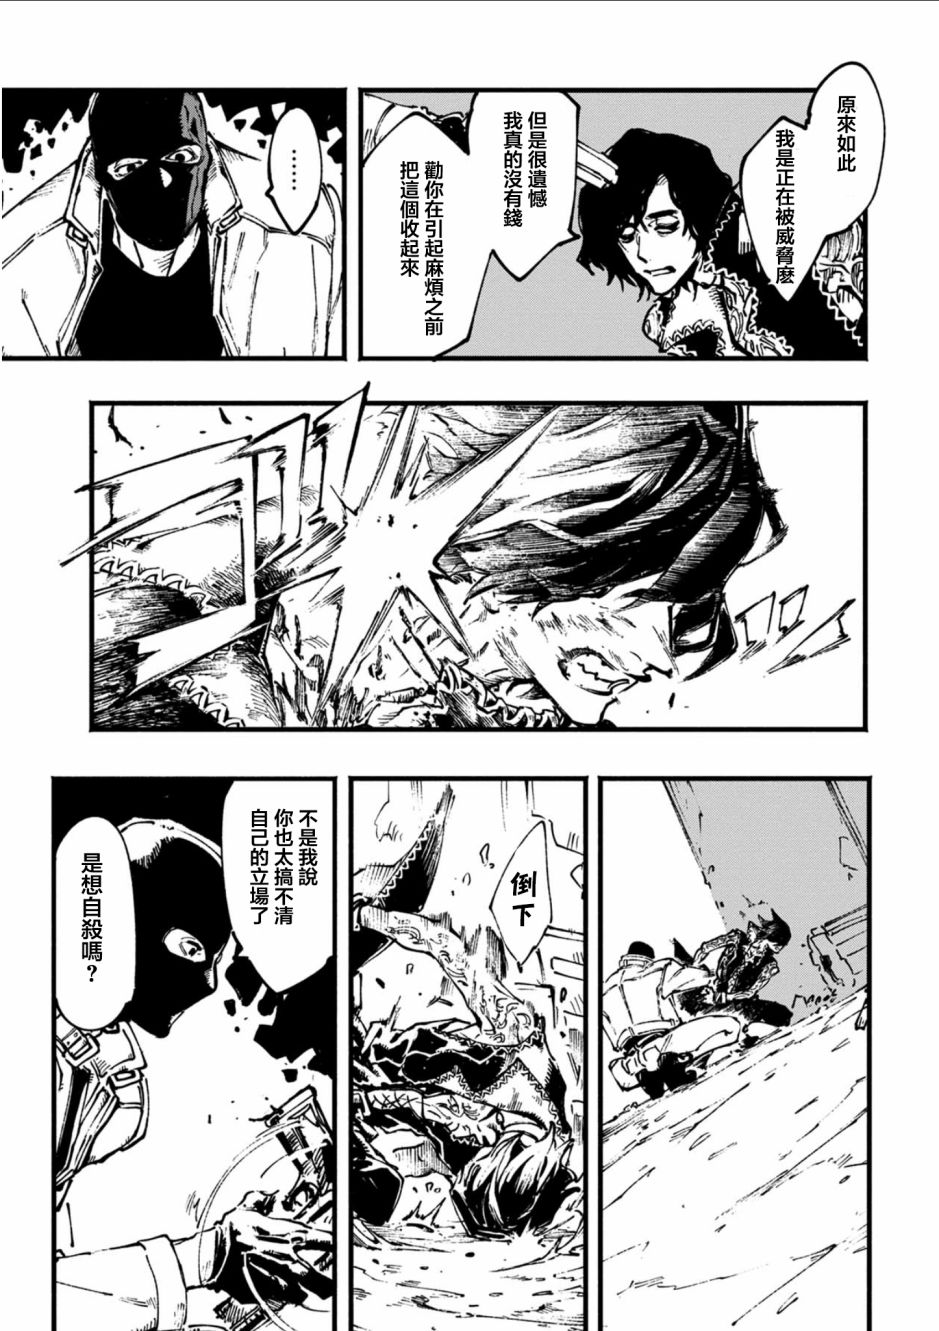 原來如此
我是正在被威脅麽
但是很遺憾
我真的沒有錢
勸你在引起麻煩之前
把這個收起來
……
倒下
不是我說
你也太搞不清
自己的立場了
是想自殺嗎？